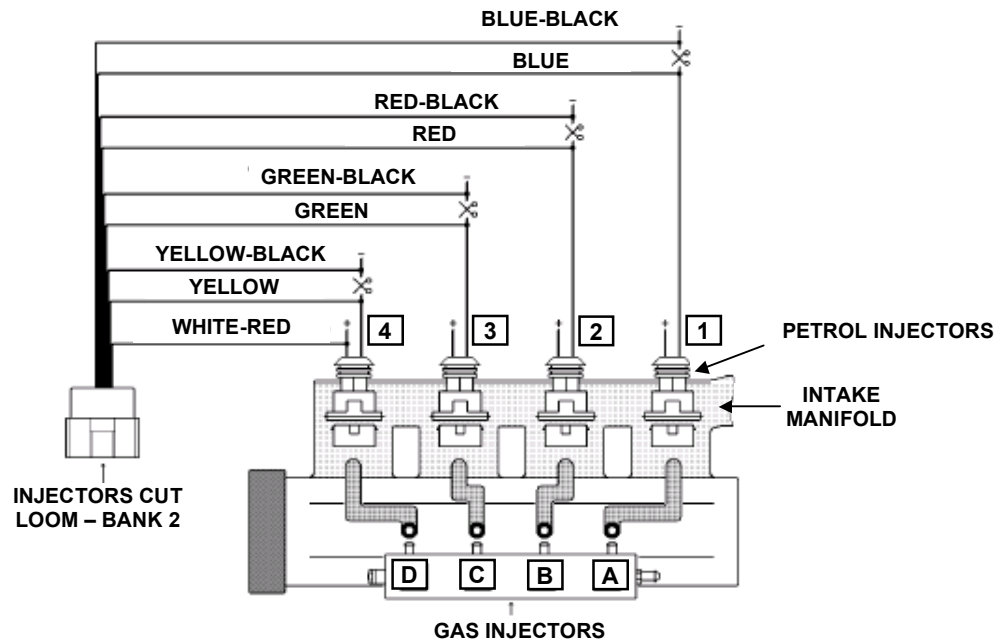 BLUE-BLACK
BLUE
RED-BLACK
RED
GREEN-BLACK
GREEN
YELLOW-BLACK
YELLOW
WHITE-RED
4
3
2
1
PETROL INJECTORS
INTAKE
MANIFOLD
INJECTORS CUT
LOOM – BANK 2
D
C
B
A
GAS INJECTORS